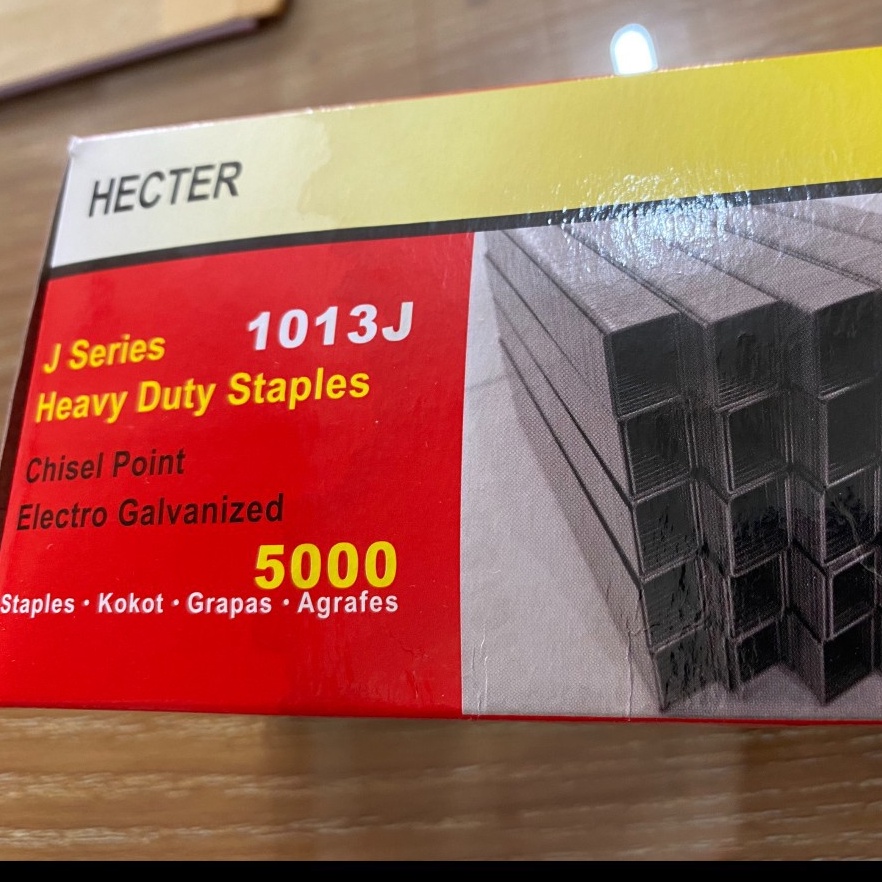 HECTER
J Series 1013J
Heavy Duty Staples
Chisel Point
Electro Galvanized
5000
Staples · Kokot · Grapas · Agrafes